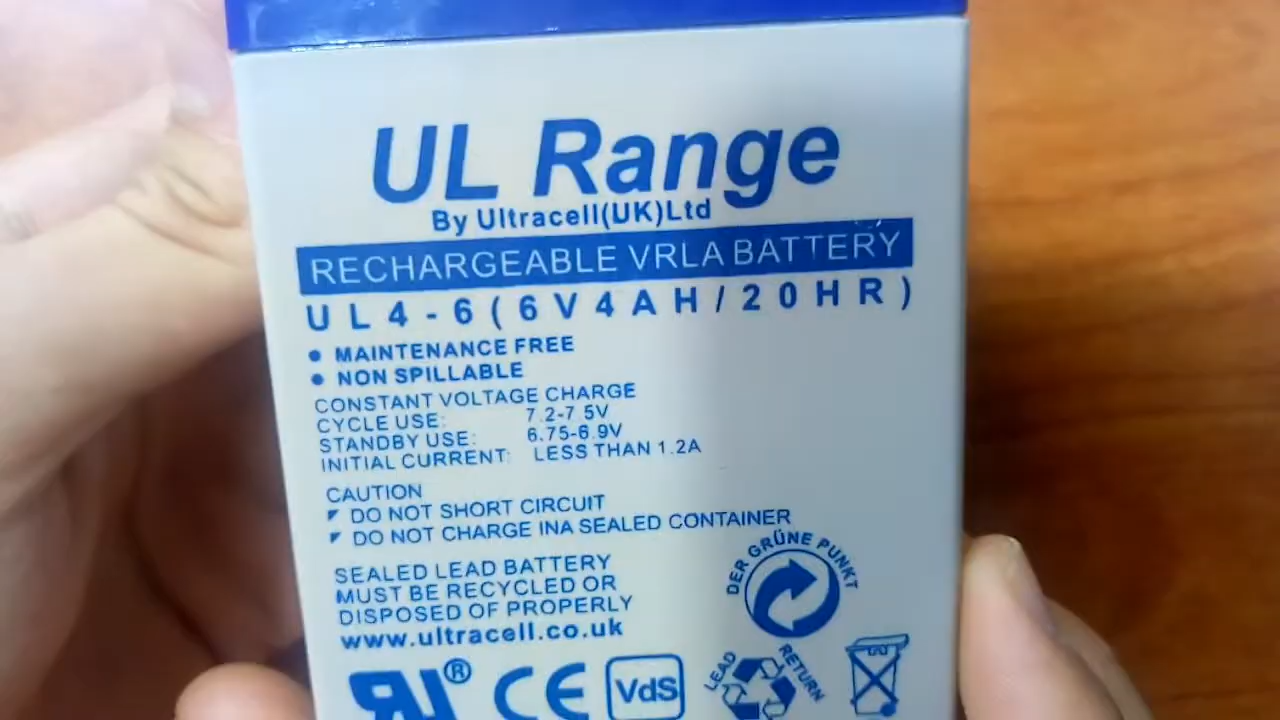 UL Range
By Ultracell(UK)Ltd
RECHARGEABLE VRLA BATTERY
UL4-6(6V4AH/20HR)
• MAINTENANCE FREE
• NON SPILLABLE
CONSTANT VOLTAGE CHARGE
CYCLE USE: 7.2-7.5V
STANDBY USE: 6.75-6.9V
INITIAL CURRENT: LESS THAN 1.2A
CAUTION
DO NOT SHORT CIRCUIT
DO NOT CHARGE INA SEALED CONTAINER
DER GRÜNE PUNKT
SEALED LEAD BATTERY
MUST BE RECYCLED OR
DISPOSED OF PROPERLY
www.ultracell.co.uk
® CE VdS
LEAD RETURN